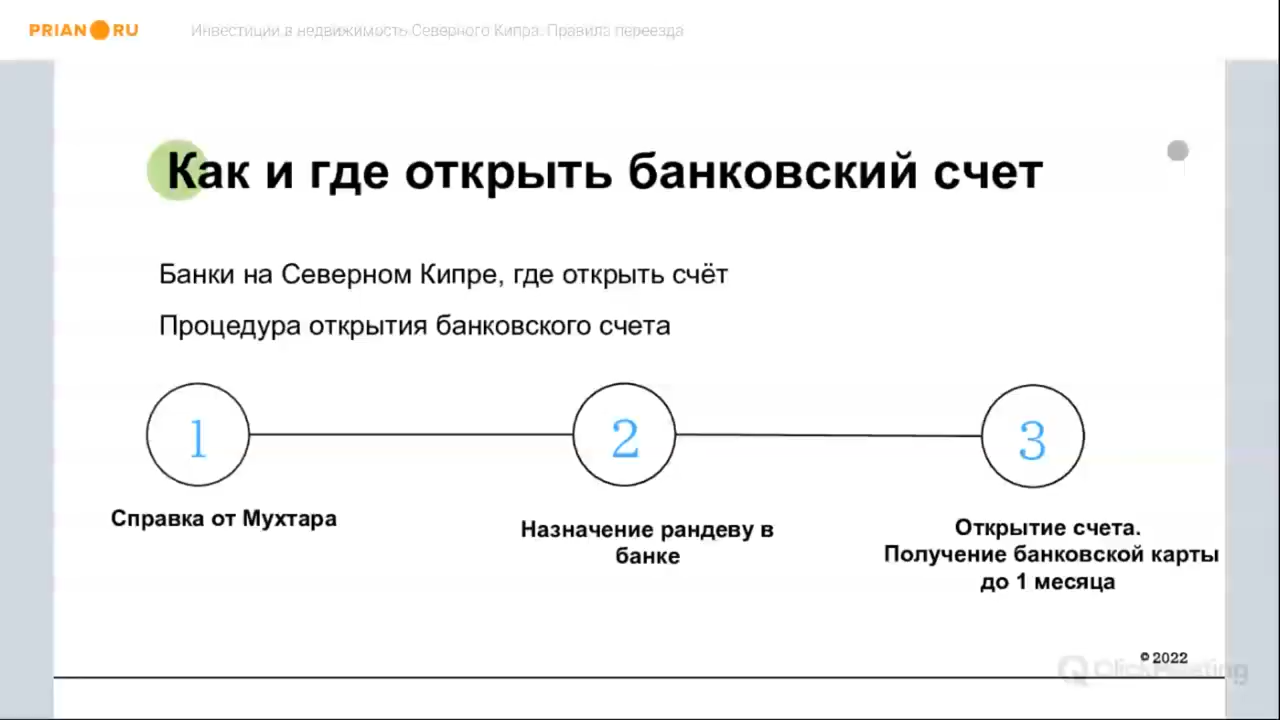 PRIAN RU
Инвестиции в недвижимость Северного Кипра. Правила переезда
Как и где открыть банковский счет
Банки на Северном Кипре, где открыть счёт
Процедура открытия банковского счета
1
2
3
Справка от Мухтара
Назначение рандеву в
банке
Открытие счета.
Получение банковской карты
до 1 месяца
© 2022
ClickMeeting